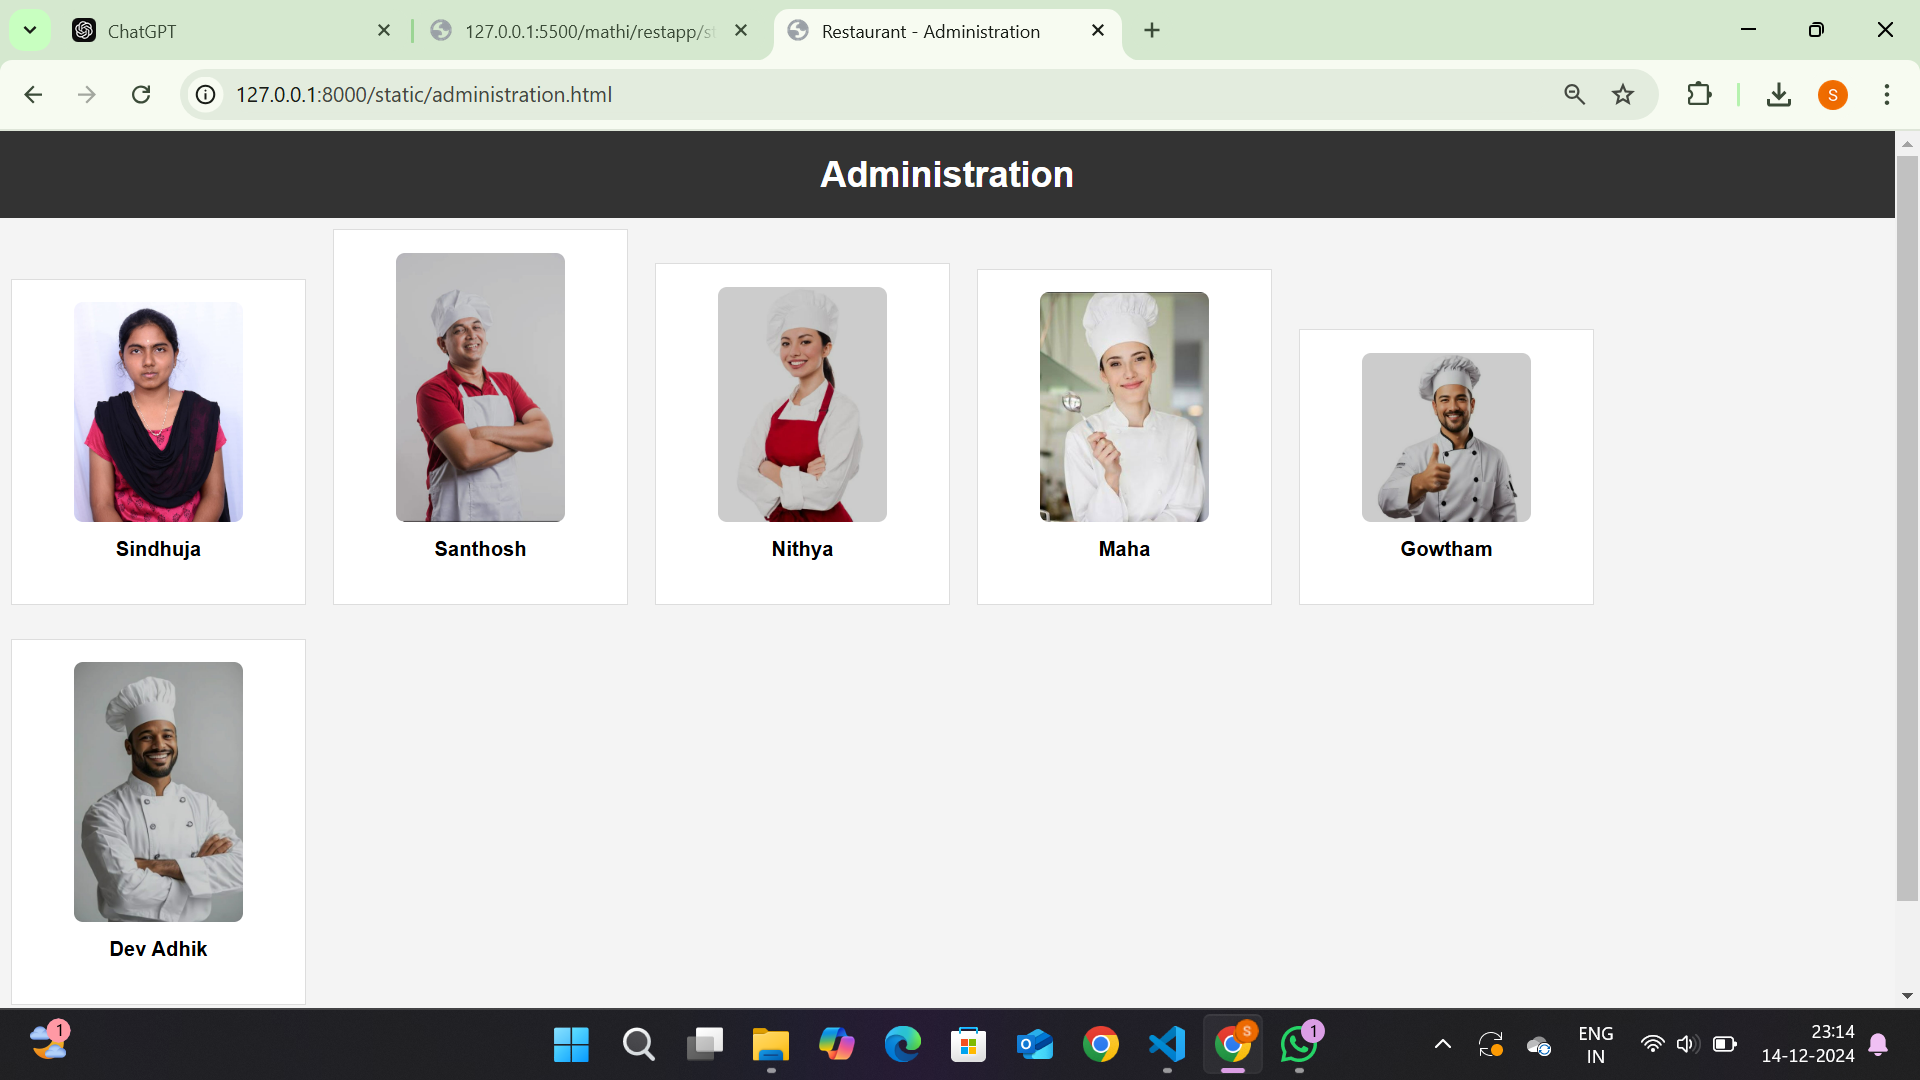 ChatGPT
127.0.0.1:5500/mathi/restapp/st
Restaurant - Administration
127.0.0.1:8000/static/administration.html
S
Administration
Sindhuja
Santhosh
Nithya
Maha
Gowtham
Dev Adhik
1
S
1
ENG
IN
23:14
14-12-2024